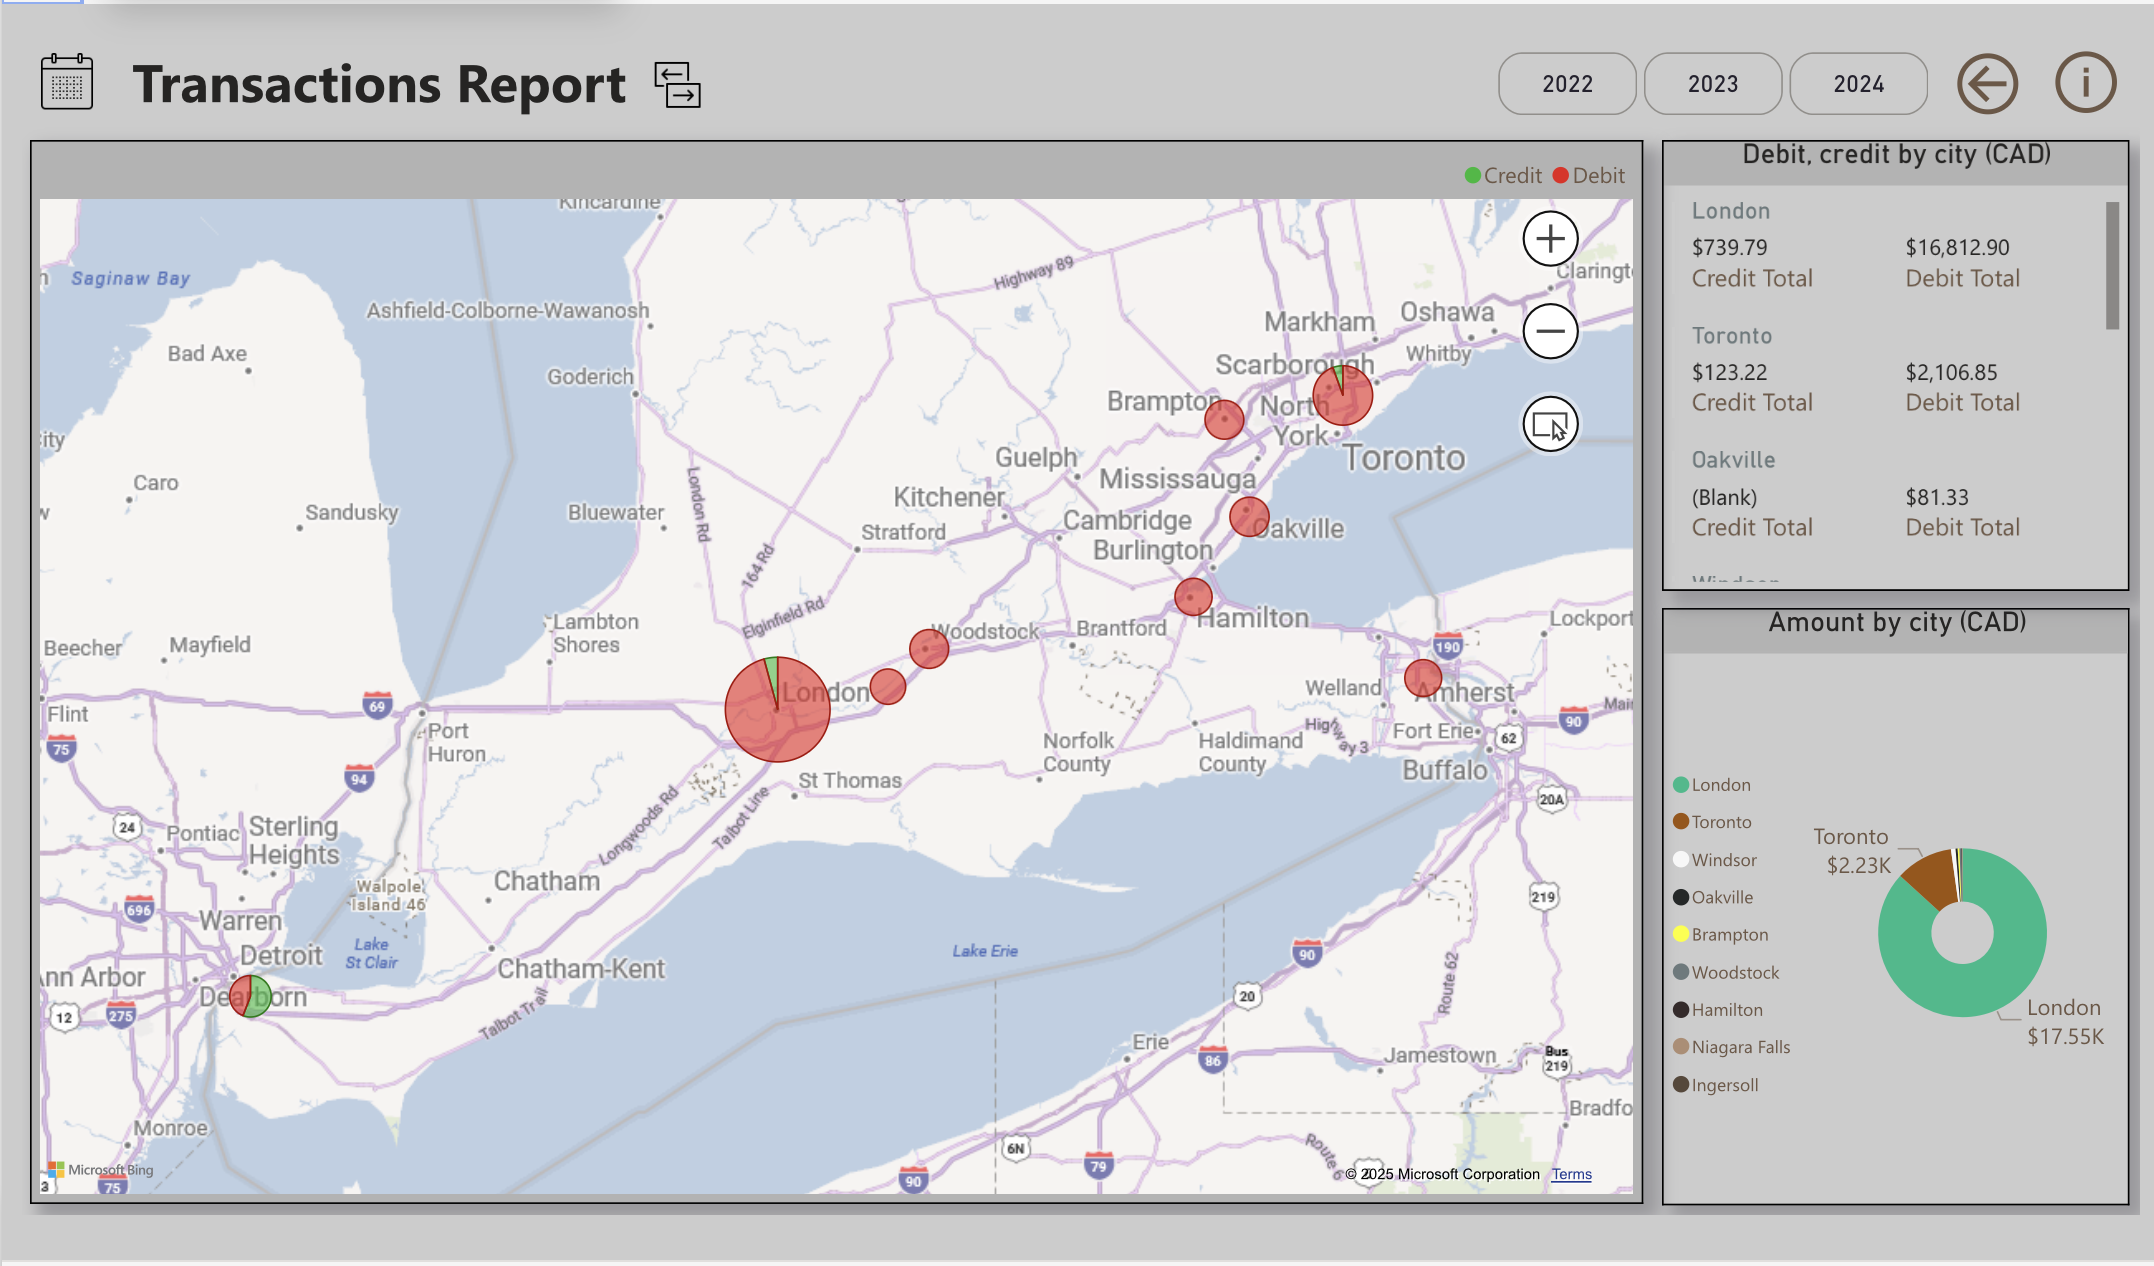 Transactions Report
2022
2023
2024
Credit
Debit
Kincardine
Saginaw Bay
Highway 89
Claringt
Ashfield-Colborne-Wawanosh
Oshawa
Markham
Bad Axe
Whitby
Scarborough
Goderich
Brampton
North
York
ity
Toronto
Guelph
Mississauga
Caro
Kitchener
London Rd
Sandusky
Bluewater
Cambridge
Stratford
Oakville
Burlington
164 Rd
Elginfield Rd
Lambton
Shores
Hamilton
Lockport
Woodstock
Brantford
Beecher
Mayfield
190
London
Welland
Amherst
69
Flint
Mai
90
75
Port
Huron
Highway 3
Fort Erie
62
Norfolk
County
Haldimand
County
94
St Thomas
Buffalo
20A
Longwoods Rd
Talbot Line
24
Pontiac
Sterling
Heights
Chatham
Walpole
Island 46
219
696
Warren
Lake
St Clair
Detroit
Lake Erie
90
Route 62
nn Arbor
Chatham-Kent
Dearborn
20
12
275
Talbot Trail
Erie
86
Jamestown
Bus
219
Bradfo
Monroe
6N
79
Route 6
90
Microsoft Bing
75
3
© 2025 Microsoft Corporation
Terms
Debit, credit by city (CAD)
London
$739.79 $16,812.90
Credit Total Debit Total
Toronto
$123.22 $2,106.85
Credit Total Debit Total
Oakville
(Blank) $81.33
Credit Total Debit Total
Windsor
Amount by city (CAD)
London
Toronto
Windsor
Oakville
Brampton
Woodstock
Hamilton
Niagara Falls
Ingersoll
Toronto
$2.23K
London
$17.55K